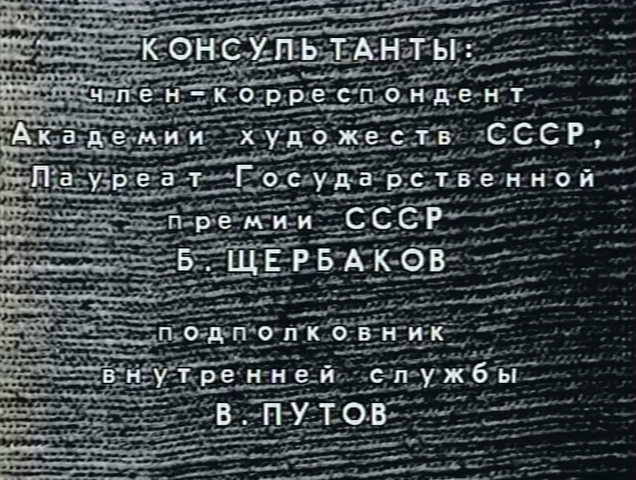 КОНСУЛЬТАНТЫ:
член-корреспондент
Академии художеств СССР,
Лауреат Государственной
премии СССР
Б. ЩЕРБАКОВ
подполковник
внутренней службы
В. ПУТОВ